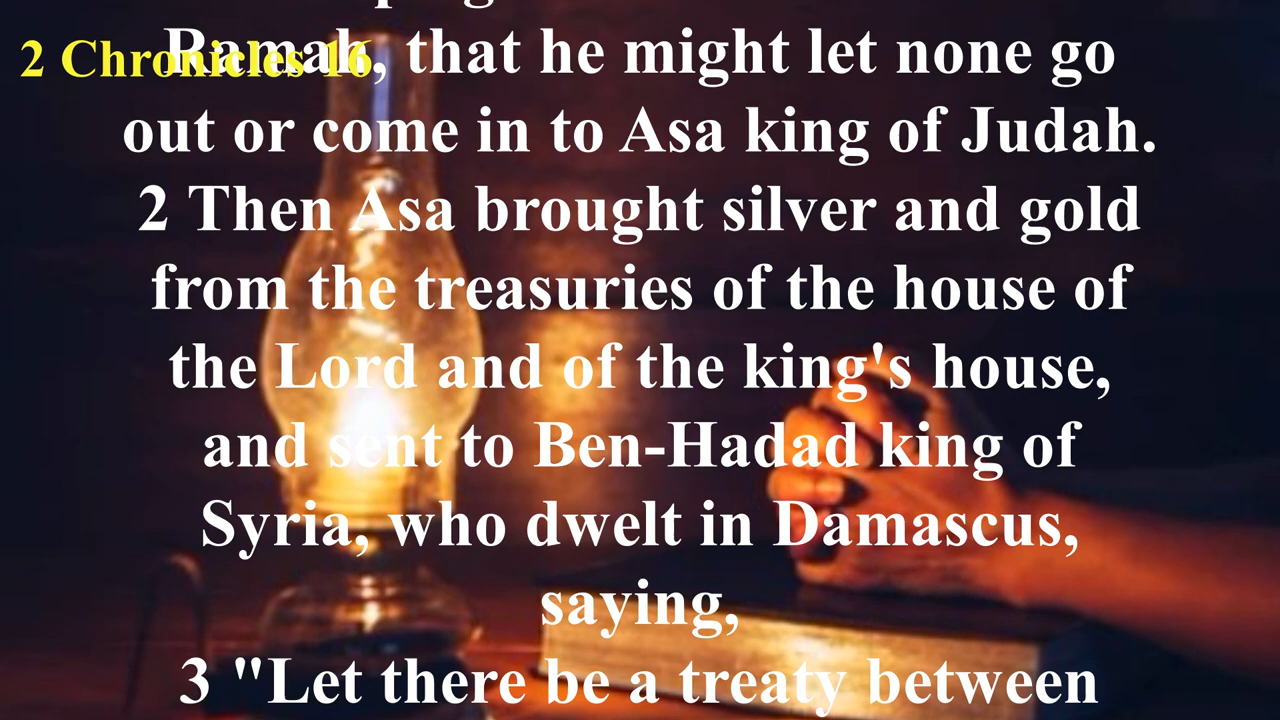 2 Chronicles 16
Ramah, that he might let none go
out or come in to Asa king of Judah.
2 Then Asa brought silver and gold
from the treasuries of the house of
the Lord and of the king's house,
and sent to Ben-Hadad king of
Syria, who dwelt in Damascus,
saying,
3 "Let there be a treaty between